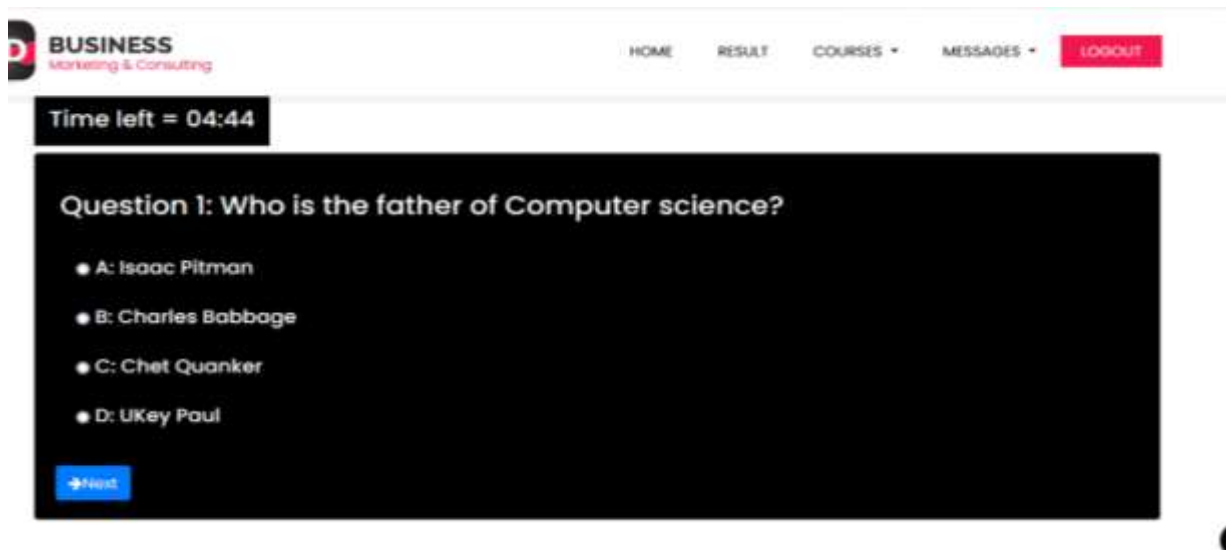 BUSINESS
Marketing & Consulting
HOME RESULT COURSES MESSAGES LOGOUT
Time left = 04:44
Question 1: Who is the father of Computer science?
A: Isaac Pitman
B: Charles Babbage
C: Chet Quanker
D: UKey Paul
Next